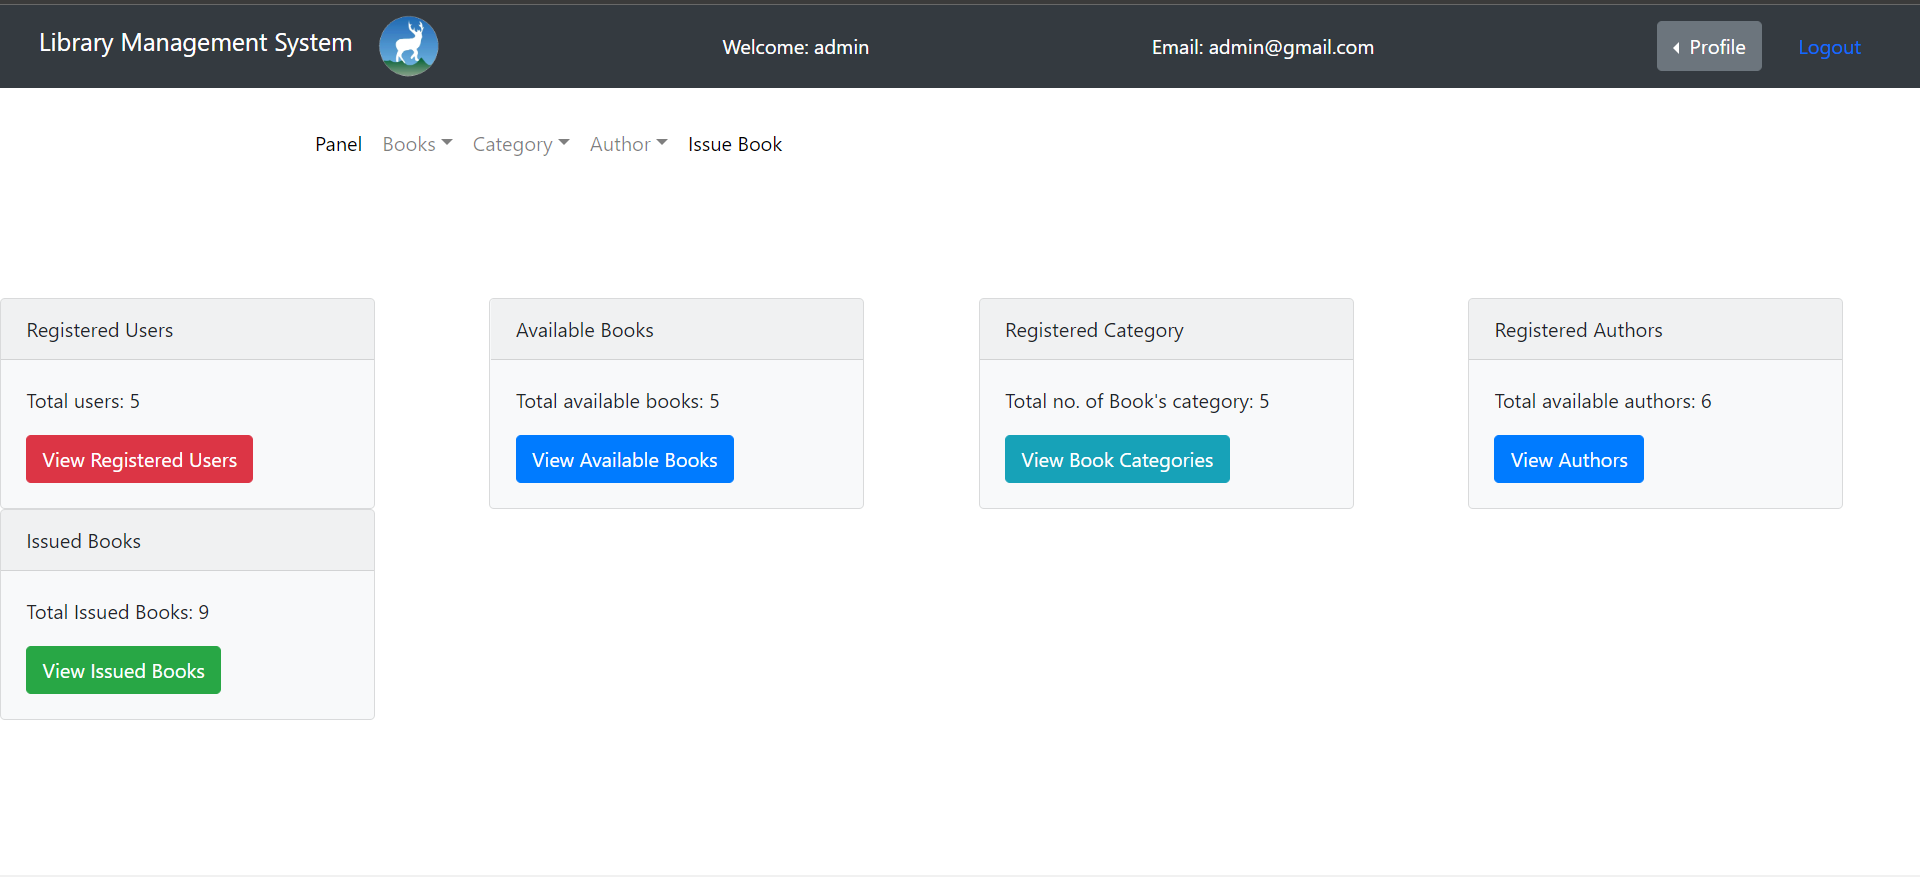 Library Management System
Welcome: admin
Email: admin@gmail.com
Profile
Logout
Panel
Books
Category
Author
Issue Book
Registered Users
Total users: 5
View Registered Users
Available Books
Total available books: 5
View Available Books
Registered Category
Total no. of Book's category: 5
View Book Categories
Registered Authors
Total available authors: 6
View Authors
Issued Books
Total Issued Books: 9
View Issued Books